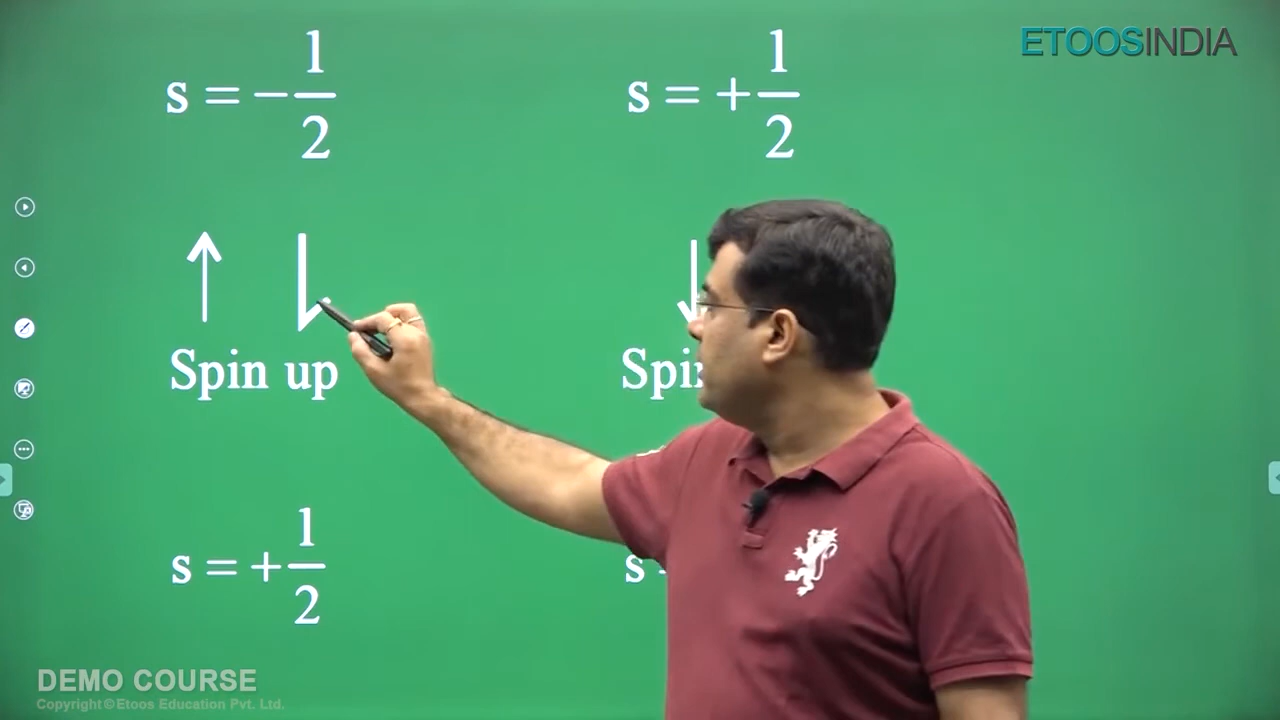 ETOOSINDIA
s = -1/2
s = +1/2
Spin up
s = +1/2
s
DEMO COURSE
Copyright © Etoos Education Pvt. Ltd.